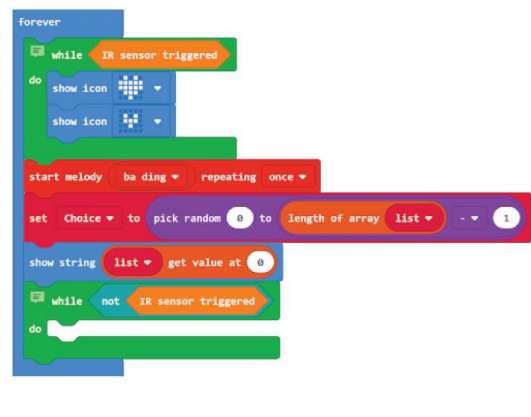 forever
while IR sensor triggered
do
show icon
show icon
start melody ba ding repeating once
set Choice to pick random 0 to length of array list - 1
show string list get value at 0
while not IR sensor triggered
do